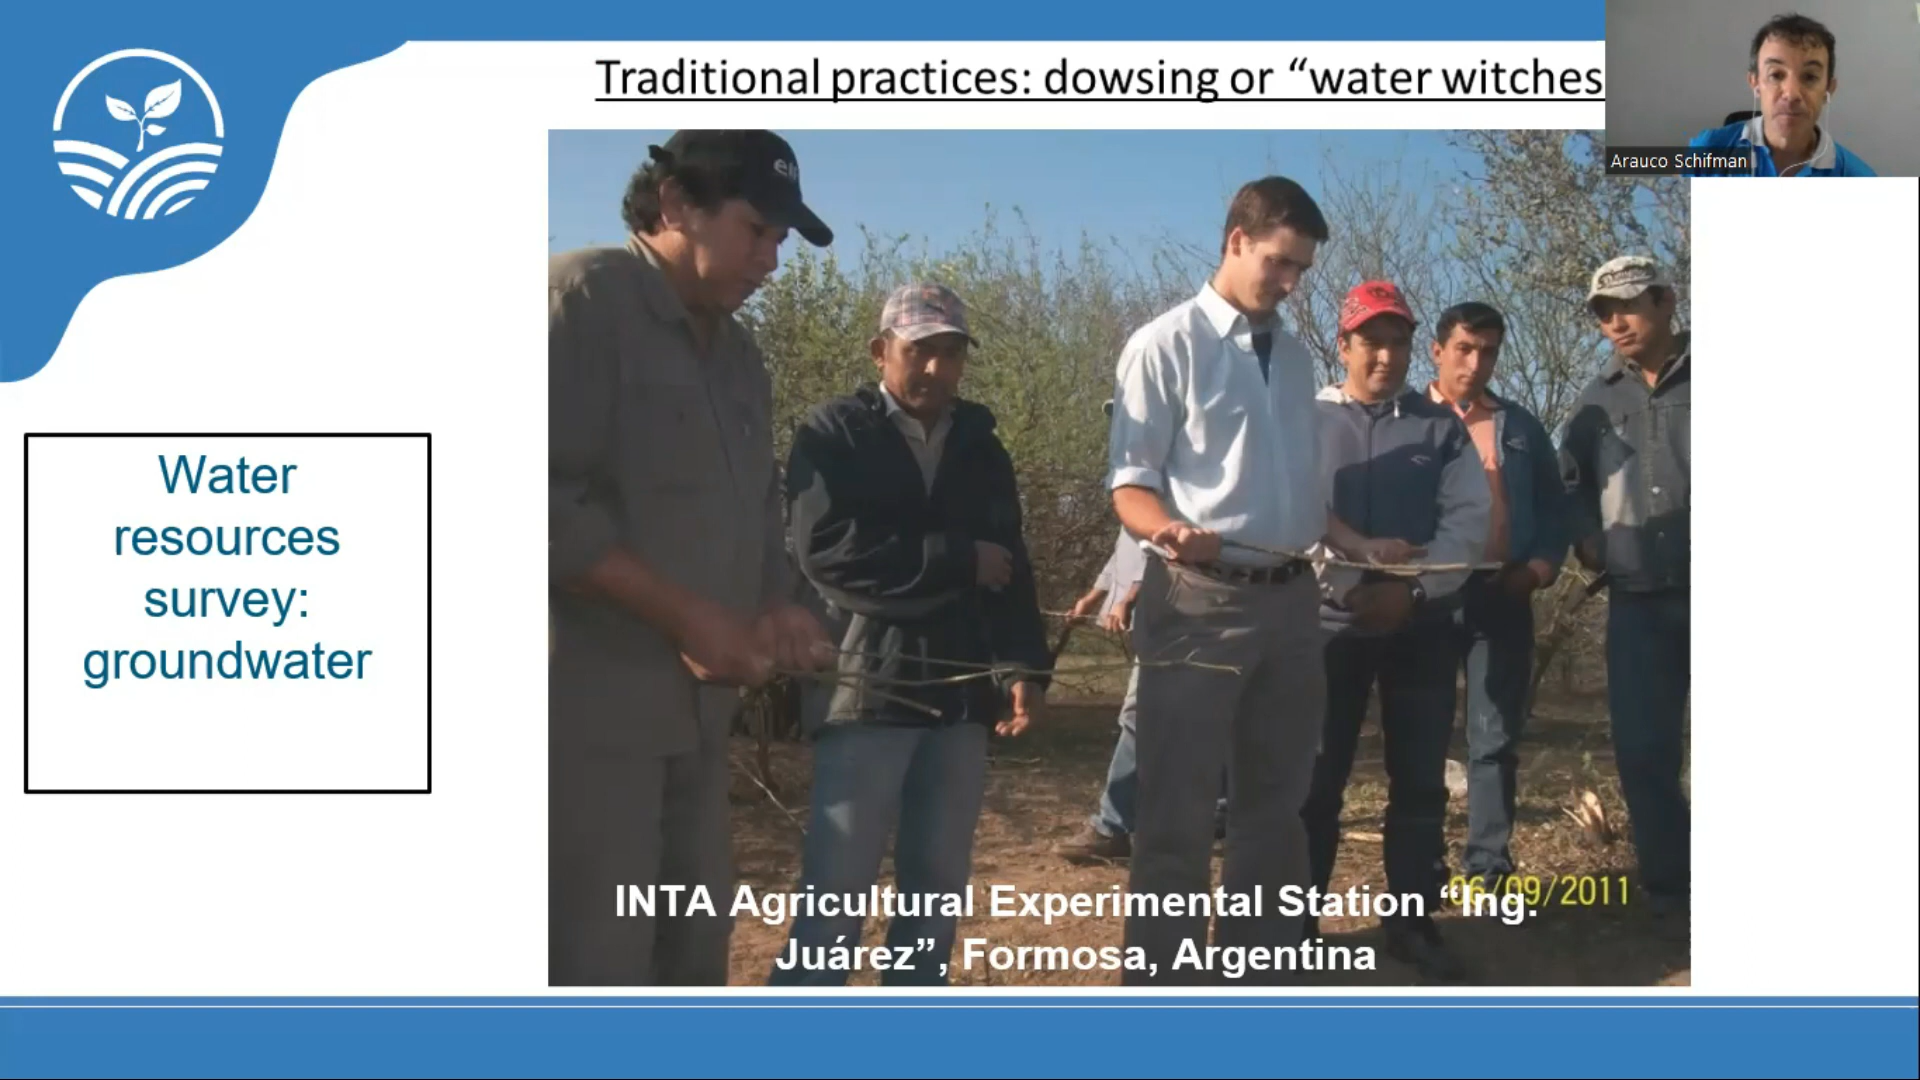 Traditional practices: dowsing or “water witches
Arauco Schifman
Water
resources
survey:
groundwater
INTA Agricultural Experimental Station “Ing.
Juárez”, Formosa, Argentina
06/09/2011